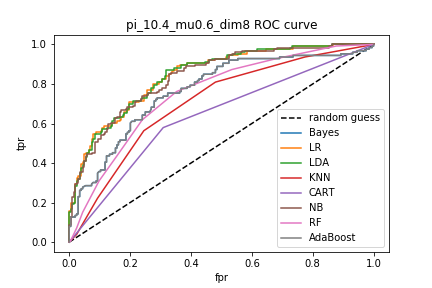 pi_10.4_mu0.6_dim8 ROC curve
tpr
1.0
0.8
0.6
0.4
0.2
0.0
random guess
Bayes
LR
LDA
KNN
CART
NB
RF
AdaBoost
0.0 0.2 0.4 0.6 0.8 1.0
fpr